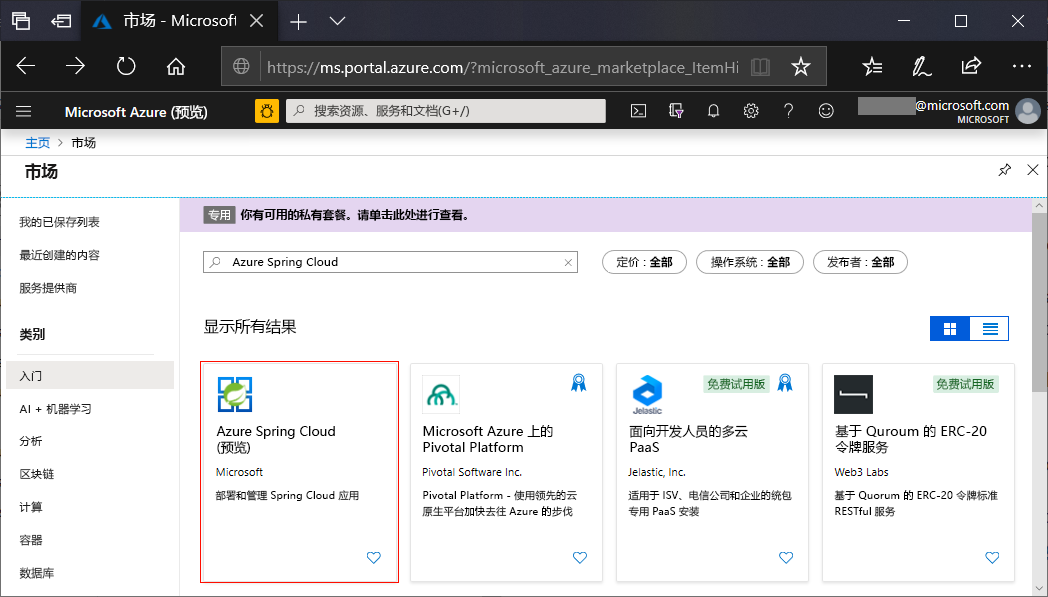 市场 - Microsoft
https://ms.portal.azure.com/?microsoft_azure_marketplace_ItemHi
Microsoft Azure (预览)
搜索资源、服务和文档(G+/)
@microsoft.com
MICROSOFT
主页 > 市场
市场
我的已保存列表
最近创建的内容
服务提供商
类别
入门
AI + 机器学习
分析
区块链
计算
容器
数据库
专用 你有可用的私有套餐。请单击此处进行查看。
Azure Spring Cloud
定价 : 全部
操作系统 : 全部
发布者 : 全部
显示所有结果
Azure Spring Cloud
(预览)
Microsoft
部署和管理 Spring Cloud 应用
Microsoft Azure 上的
Pivotal Platform
Pivotal Software Inc.
Pivotal Platform - 使用领先的云
原生平台加快去往 Azure 的步伐
Jelastic
免费试用版
面向开发人员的多云
PaaS
Jelastic, Inc.
适用于 ISV、电信公司和企业的统包
专用 PaaS 安装
免费试用版
基于 Quroum 的 ERC-20
令牌服务
Web3 Labs
基于 Quorum 的 ERC-20 令牌标准
RESTful 服务